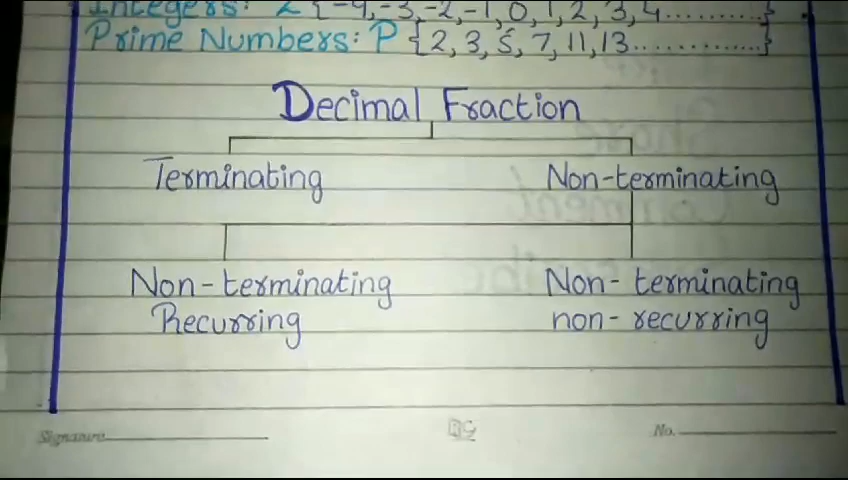 Integers: Z {-4,-3,-2,-1,0,1,2,3,4.........}
Prime Numbers: P {2,3,5,7,11,13.............}
Decimal Fraction
Terminating Non-terminating
Non-terminating Recurring
Non-terminating non-recurring
Signature No.